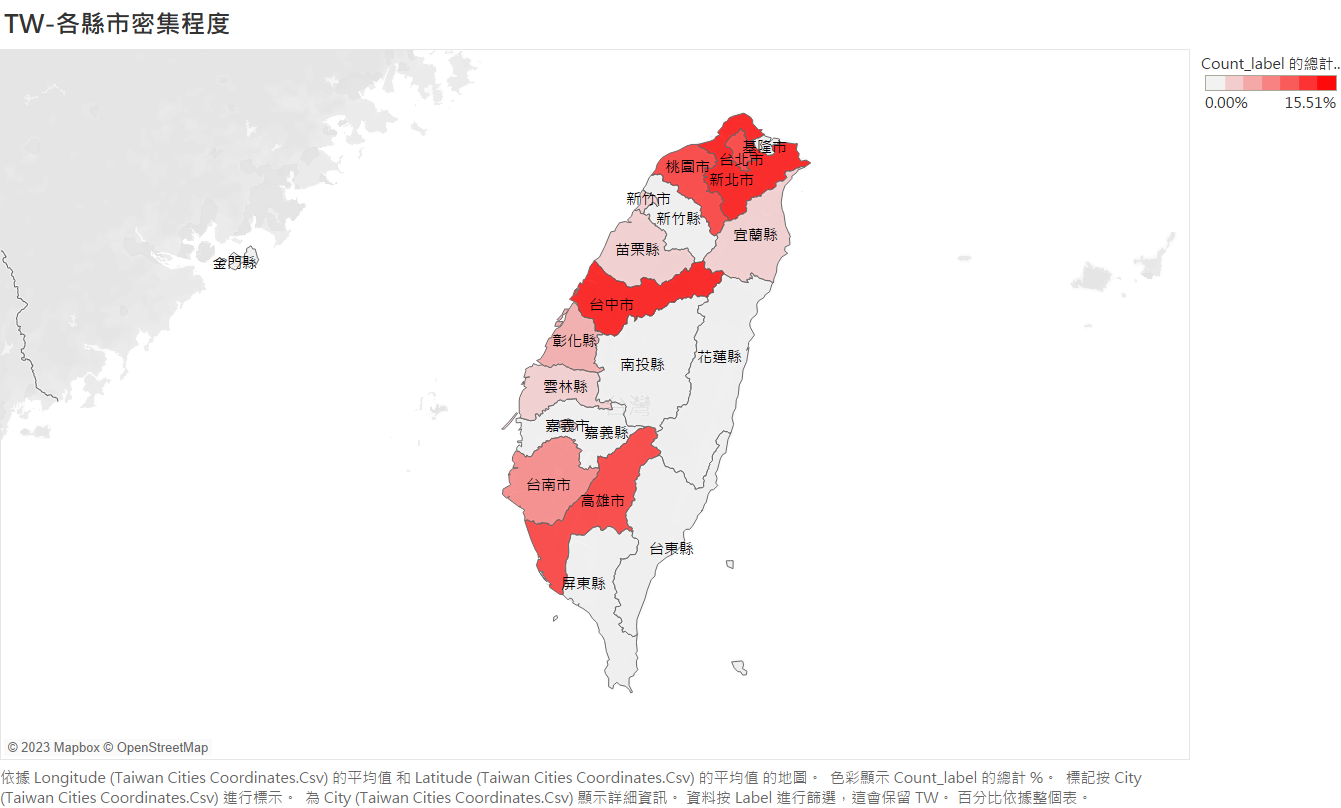 TW-各縣市密集程度
Count_label 的總計..
0.00% 15.51%
基隆市
台北市
桃園市
新北市
新竹市
新竹縣
宜蘭縣
苗栗縣
金門縣
台中市
彰化縣
花蓮縣
南投縣
雲林縣
台灣
嘉義市
嘉義縣
台南市
高雄市
台東縣
屏東縣
© 2023 Mapbox © OpenStreetMap
依據 Longitude (Taiwan Cities Coordinates.Csv) 的平均值 和 Latitude (Taiwan Cities Coordinates.Csv) 的平均值 的地圖。 色彩顯示 Count_label 的總計 %。 標記按 City
(Taiwan Cities Coordinates.Csv) 進行標示。 為 City (Taiwan Cities Coordinates.Csv) 顯示詳細資訊。 資料按 Label 進行篩選，這會保留 TW。 百分比依據整個表。